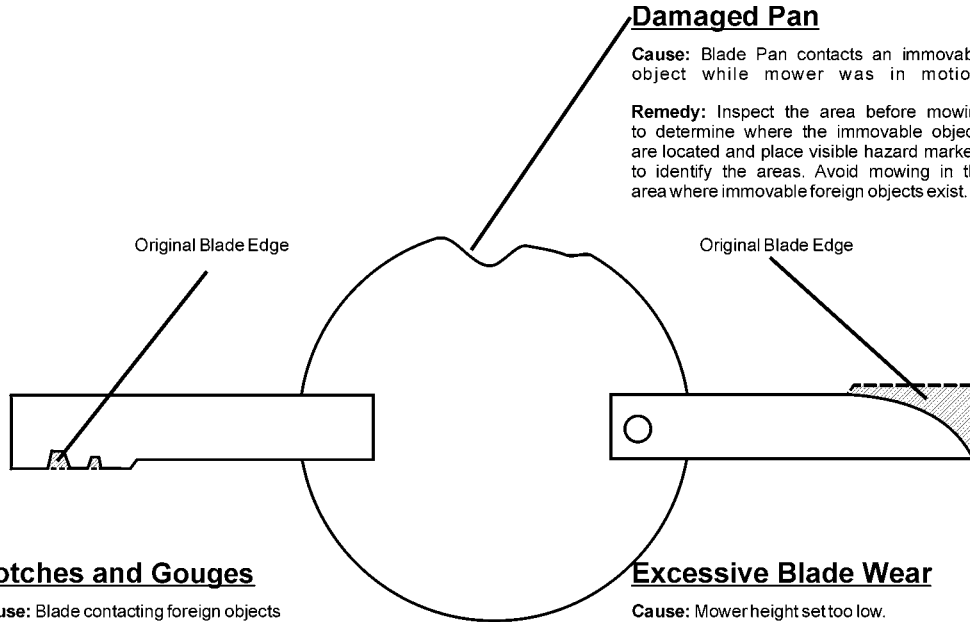 Damaged Pan
Cause: Blade Pan contacts an immovab
object while mower was in motio
Remedy: Inspect the area before mowin
to determine where the immovable objec
are located and place visible hazard marke
to identify the areas. Avoid mowing in th
area where immovable foreign objects exist.
Original Blade Edge
Original Blade Edge
otches and Gouges
use: Blade contacting foreign objects
Excessive Blade Wear
Cause: Mower height set too low.